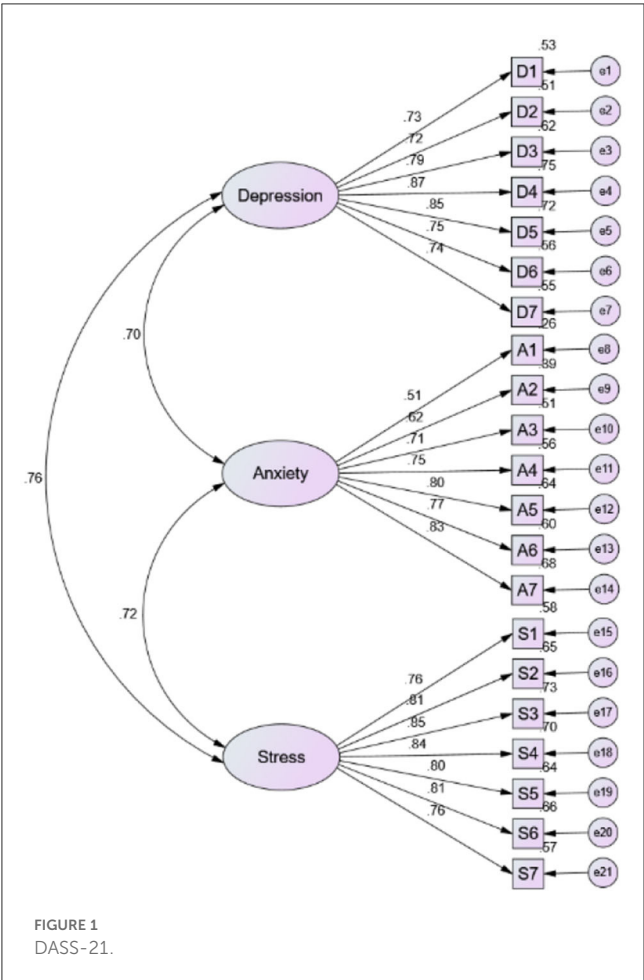 .53
D1
e1
.51
.73
D2
e2
.62
.72
D3
e3
.79
.75
.87
D4
e4
Depression
.72
.85
D5
e5
.75
.56
D6
e6
.74
.55
D7
e7
.26
.70
A1
e8
.39
.51
A2
e9
.51
.62
A3
e10
.71
.56
.75
A4
e11
Anxiety
.64
.76
.80
A5
e12
.77
.60
A6
e13
.83
.68
A7
e14
.58
.72
S1
e15
.65
.76
S2
e16
.73
.81
S3
e17
.85
.70
.84
S4
e18
Stress
.64
.80
S5
e19
.81
.66
S6
e20
.76
.57
S7
e21
FIGURE 1
DASS-21.